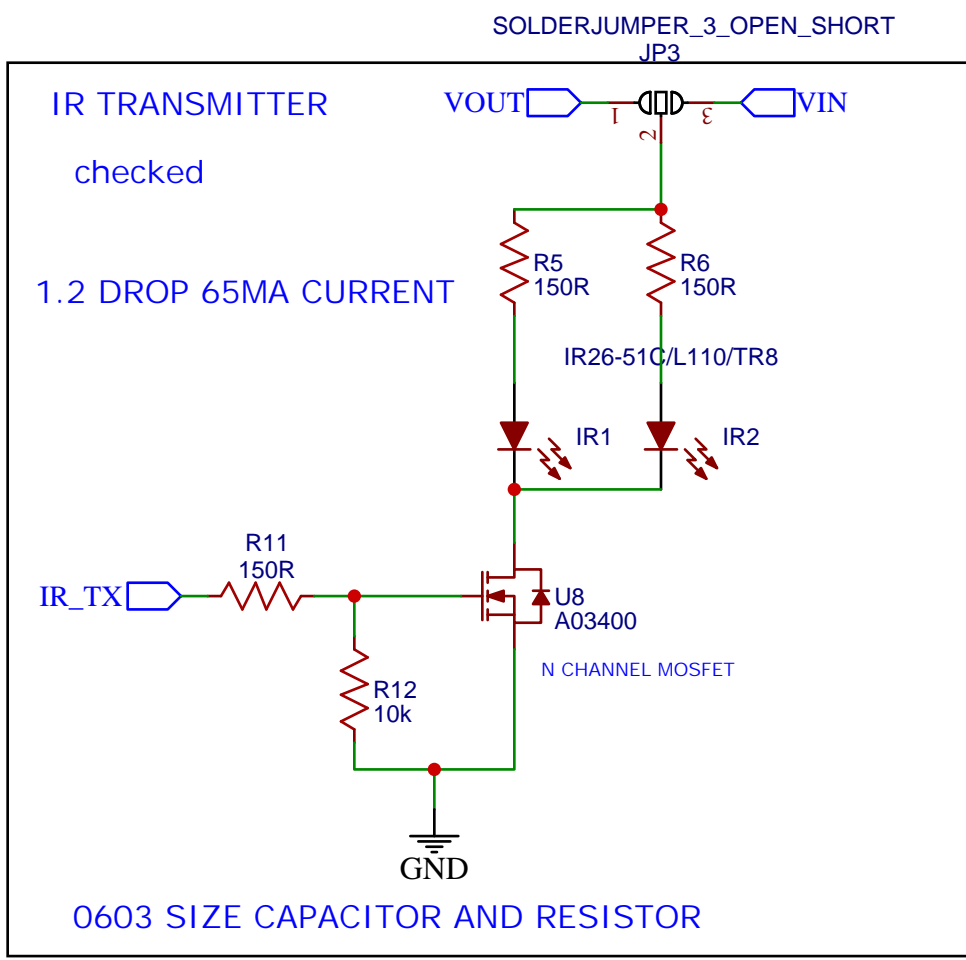 SOLDERJUMPER_3_OPEN_SHORT
JP3
IR TRANSMITTER
VOUT
1
2
3
VIN
checked
R5
150R
R6
150R
1.2 DROP 65MA CURRENT
IR26-51C/L110/TR8
IR1
IR2
R11
150R
IR_TX
U8
A03400
N CHANNEL MOSFET
R12
10k
GND
0603 SIZE CAPACITOR AND RESISTOR